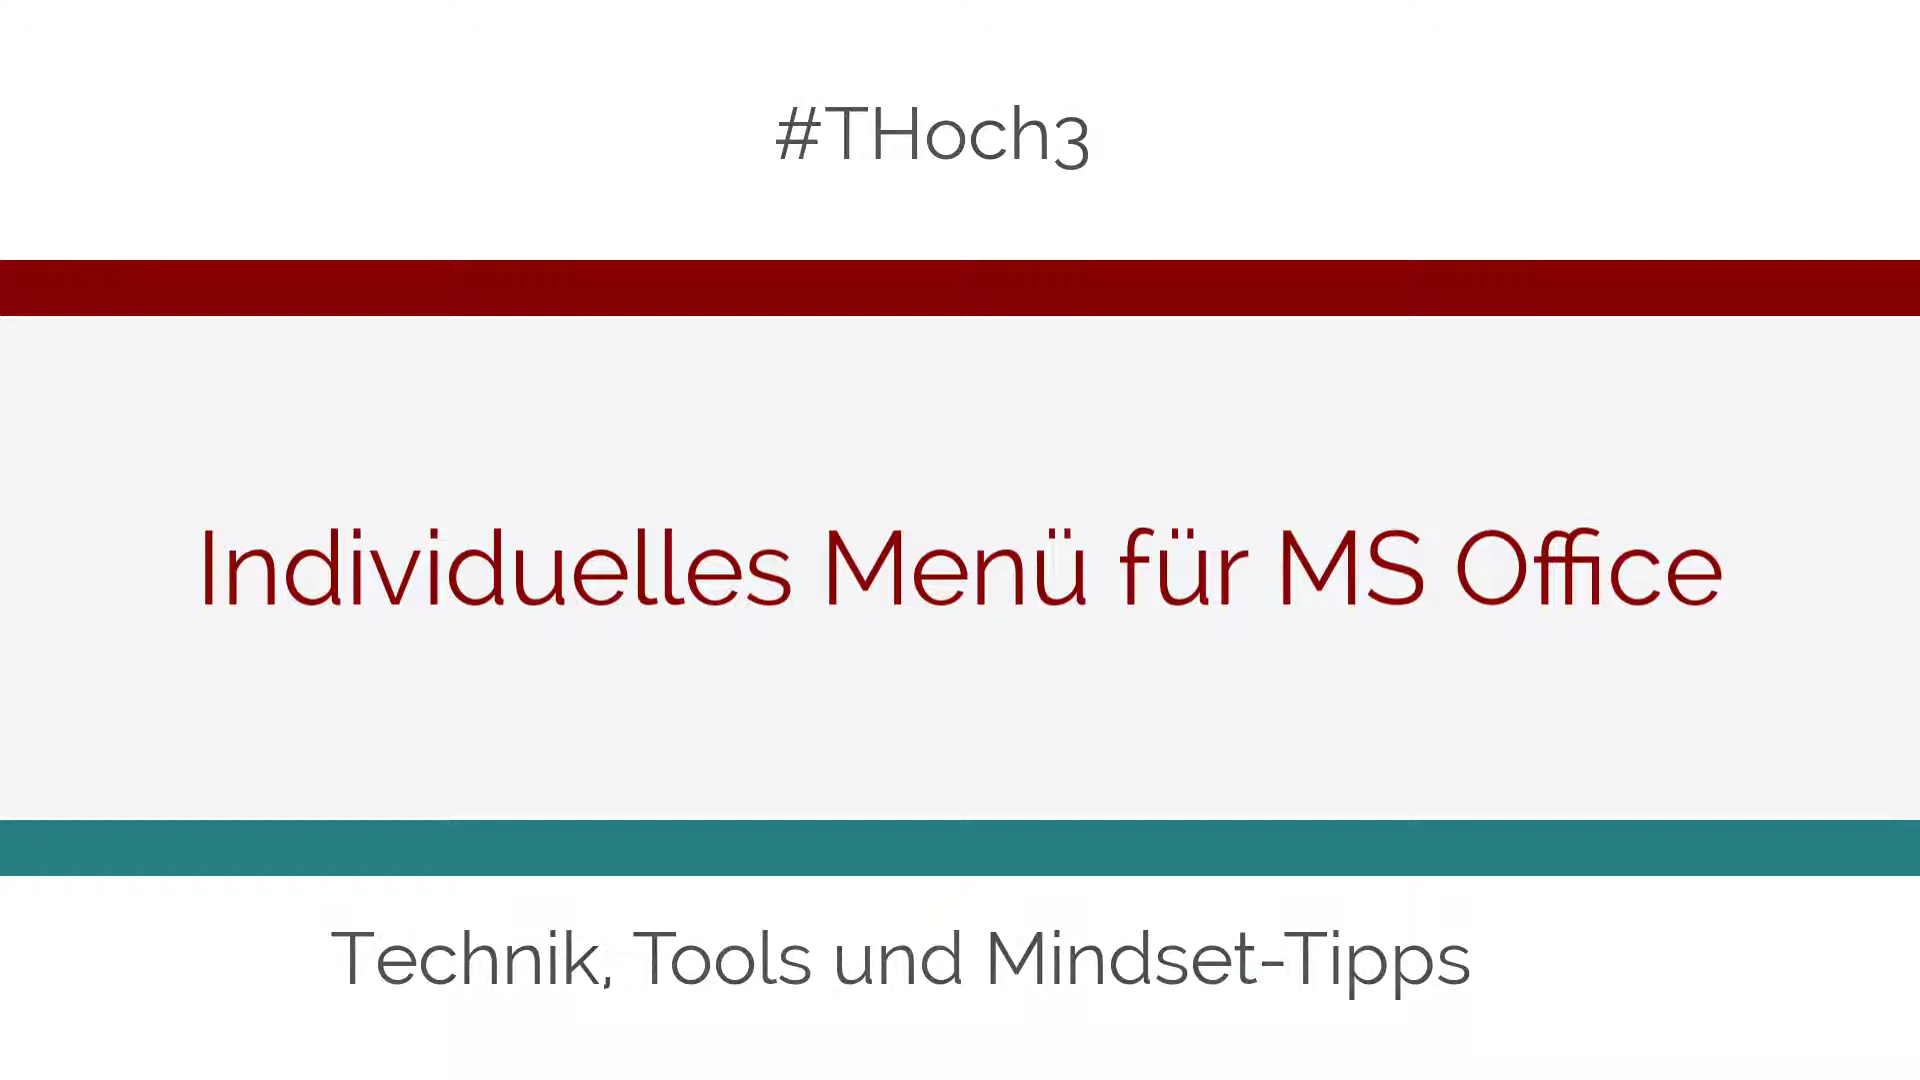 #THoch3
Individuelles Menü für MS Office
Technik, Tools und Mindset-Tipps